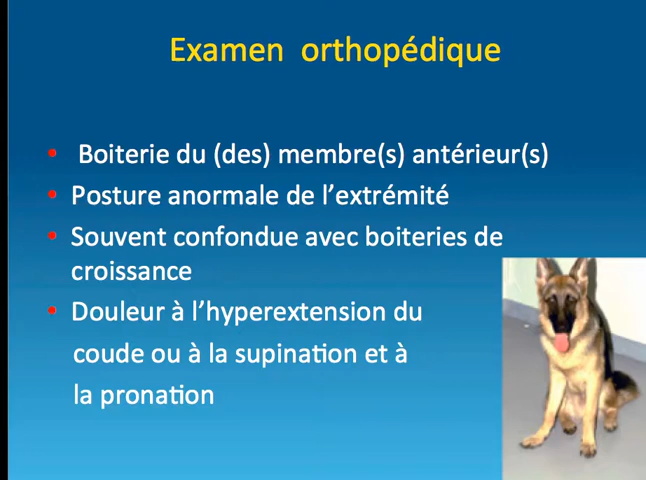 Examen orthopédique
• Boiterie du (des) membre(s) antérieur(s)
• Posture anormale de l’extrémité
• Souvent confondue avec boiteries de
croissance
• Douleur à l’hyperextension du
coude ou à la supination et à
la pronation